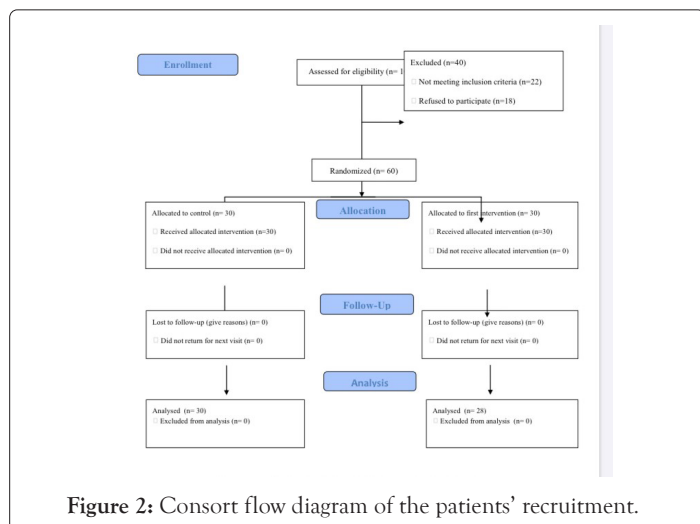 Enrollment
Assessed for eligibility (n= 1
Excluded (n=40)
Not meeting inclusion criteria (n=22)
Refused to participate (n=18)
Randomized (n= 60)
Allocation
Allocated to control (n= 30)
Received allocated intervention (n=30)
Did not receive allocated intervention (n= 0)
Allocated to first intervention (n= 30)
Received allocated intervention (n=30)
Did not receive allocated intervention (n= 0)
Follow-Up
Lost to follow-up (give reasons) (n= 0)
Did not return for next visit (n= 0)
Lost to follow-up (give reasons) (n= 0)
Did not return for next visit (n= 0)
Analysis
Analysed (n= 30)
Excluded from analysis (n= 0)
Analysed (n= 28)
Excluded from analysis (n= 0)
Figure 2: Consort flow diagram of the patients' recruitment.